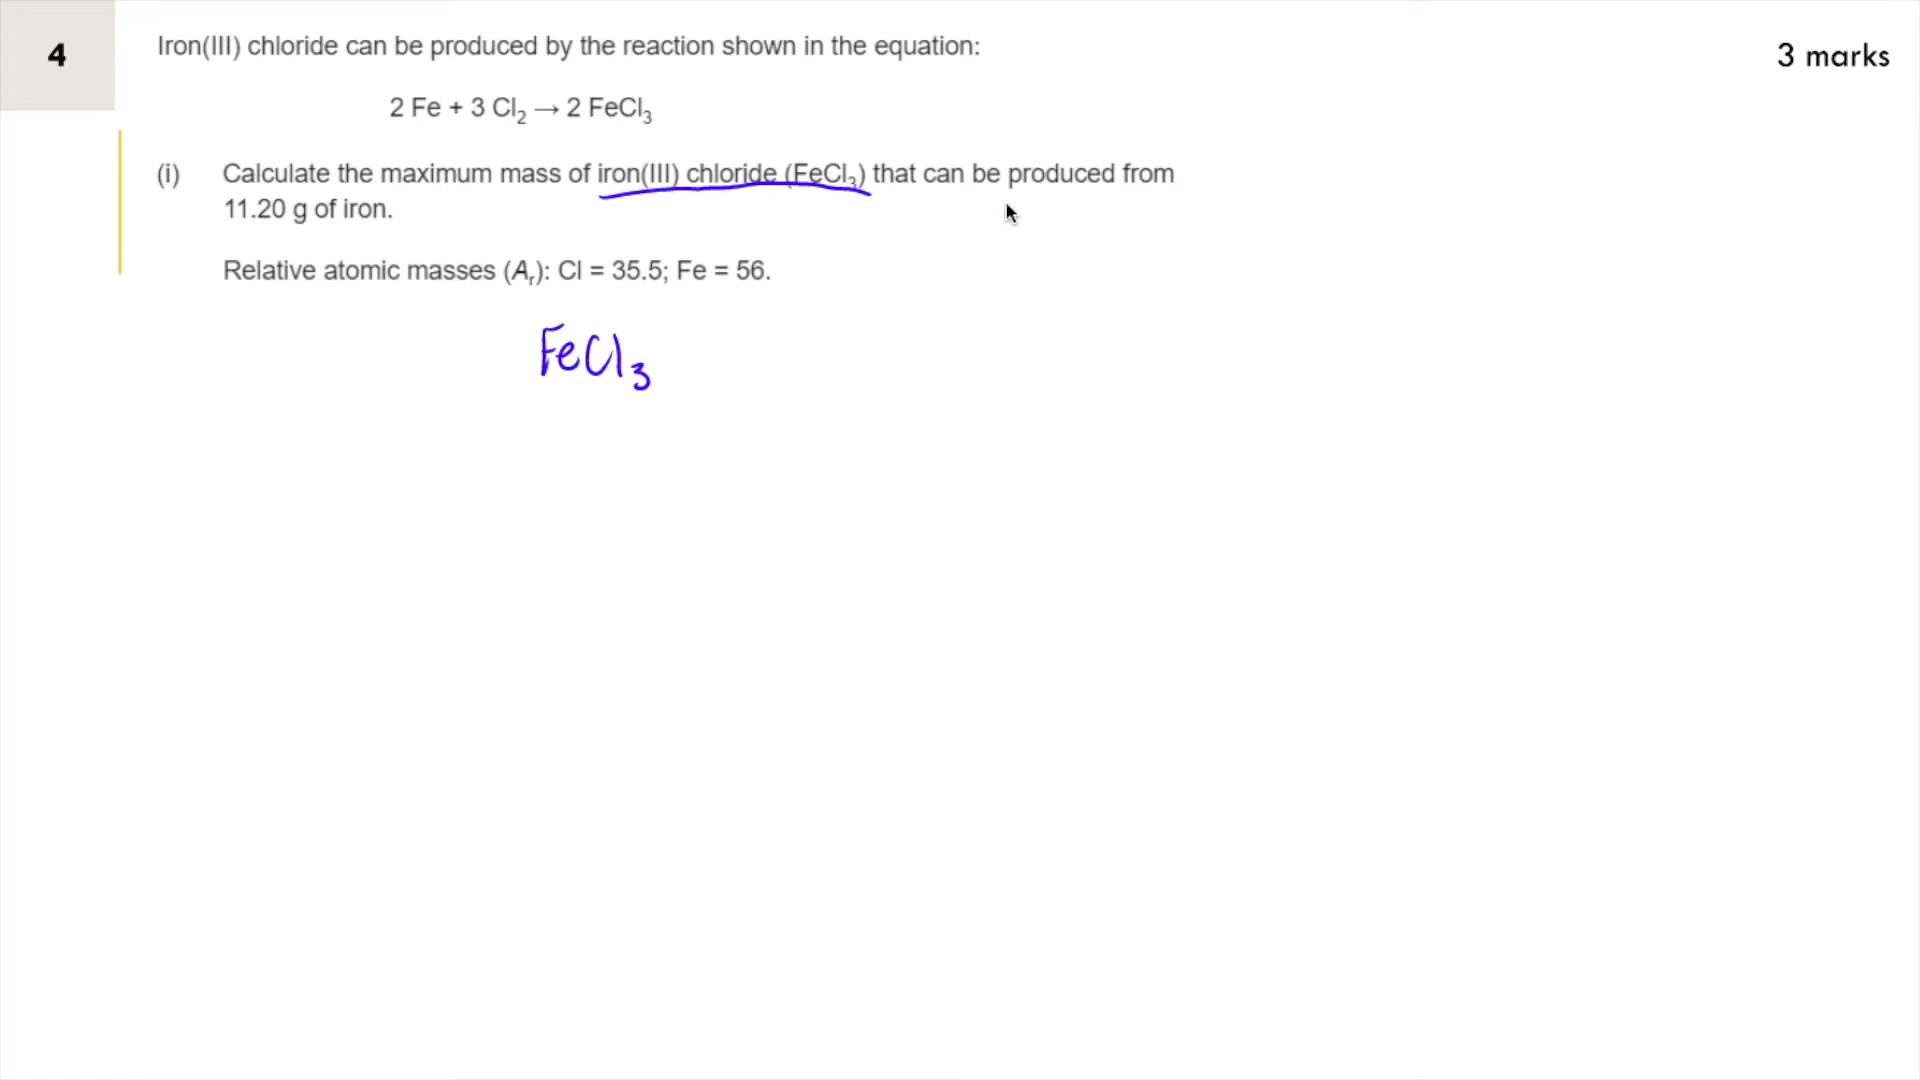 4
Iron(III) chloride can be produced by the reaction shown in the equation:
3 marks
2 Fe + 3 Cl₂ → 2 FeCl₃
(i) Calculate the maximum mass of iron(III) chloride (FeCl₃) that can be produced from
11.20 g of iron.
Relative atomic masses (Aᵣ): Cl = 35.5; Fe = 56.
FeCl₃